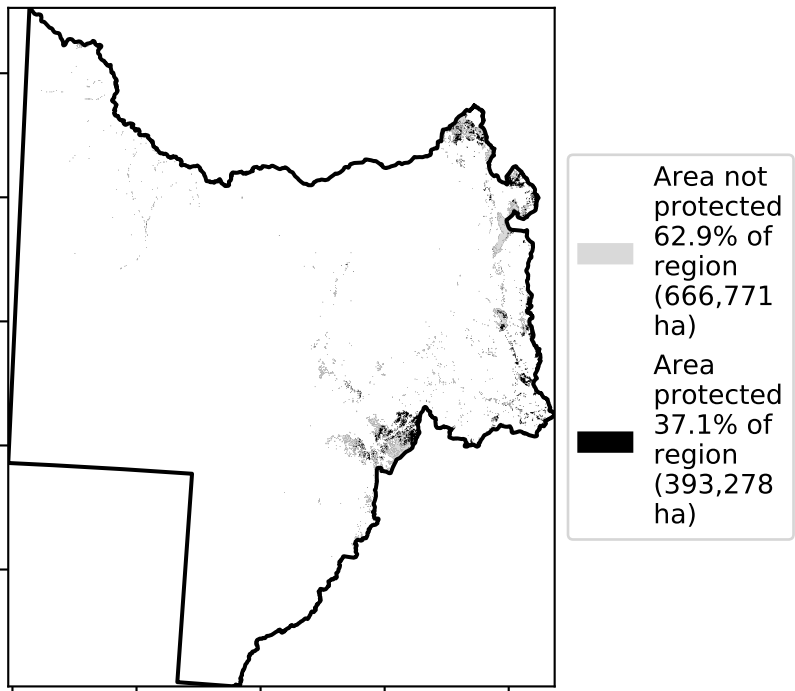 Area not
protected
62.9% of
region
(666,771
ha)
Area
protected
37.1% of
region
(393,278
ha)